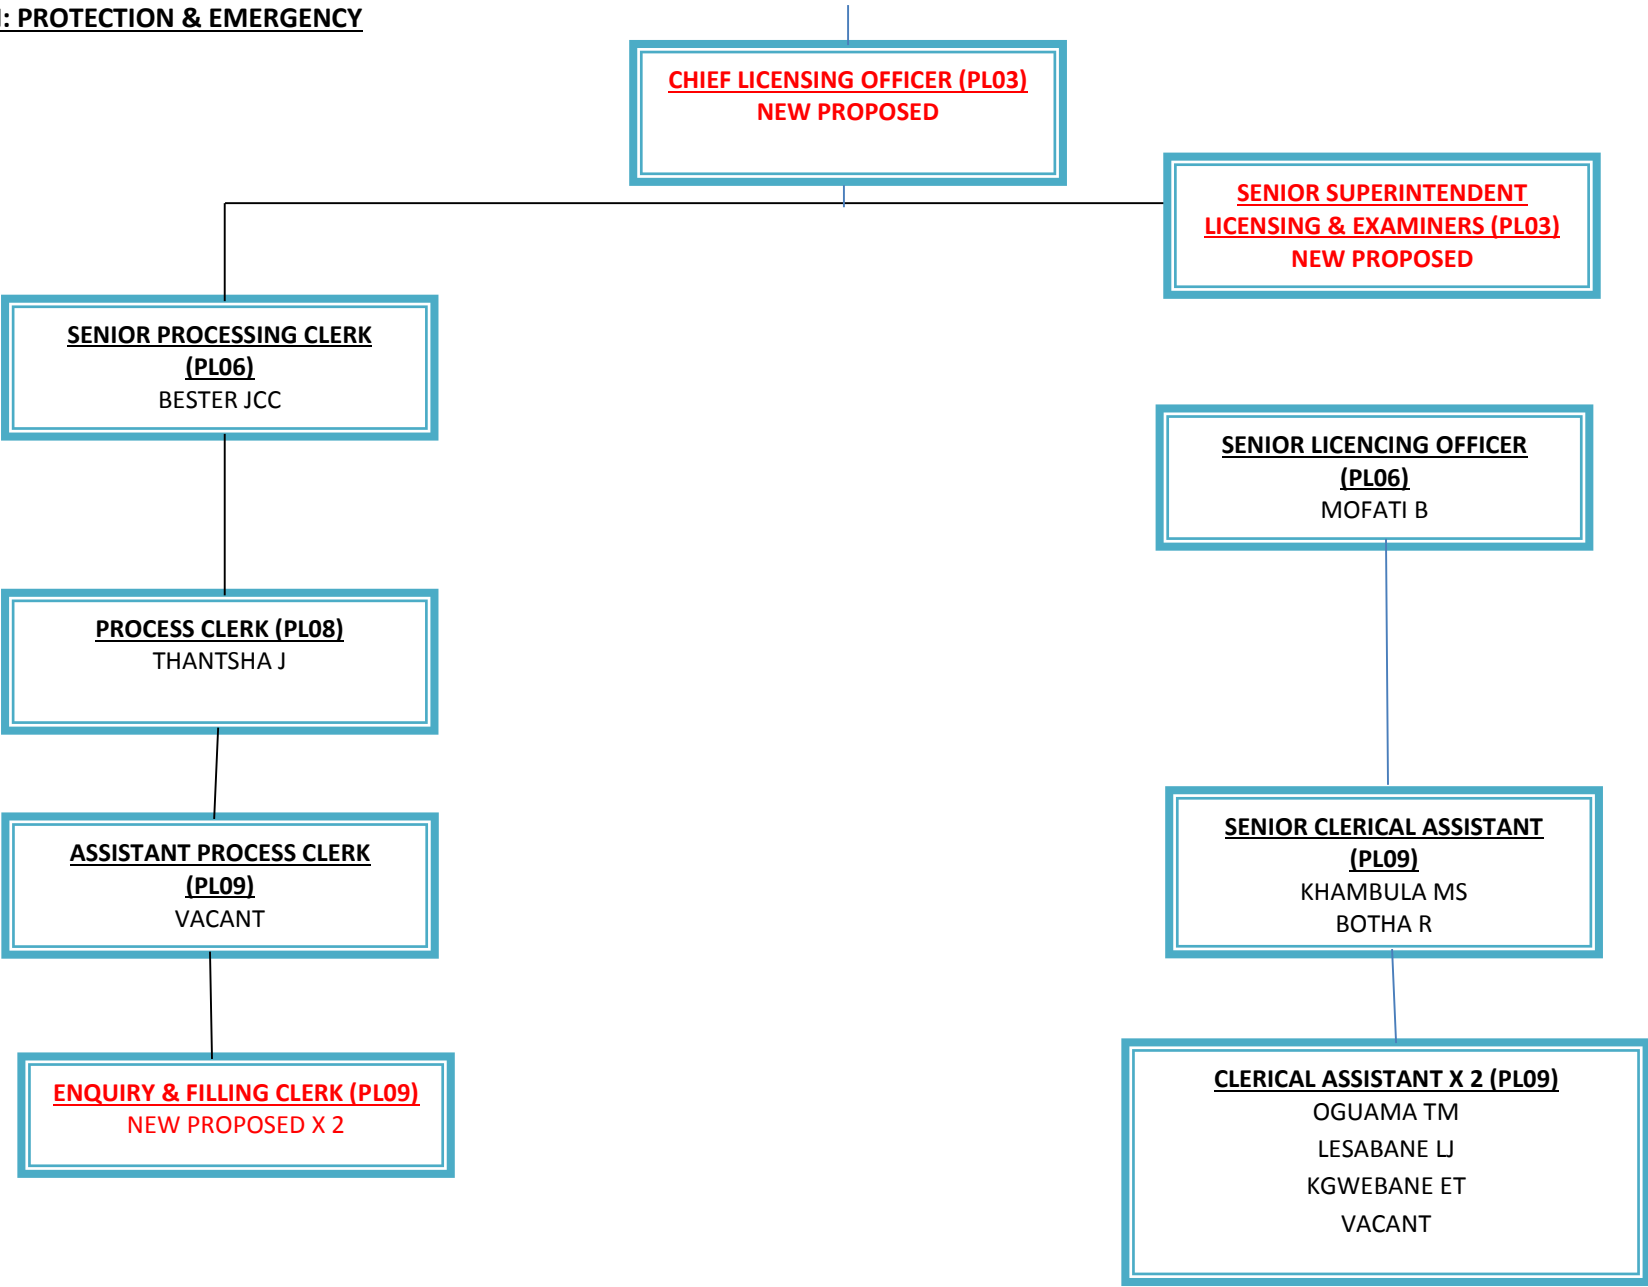 : PROTECTION & EMERGENCY
CHIEF LICENSING OFFICER (PL03)
NEW PROPOSED
SENIOR SUPERINTENDENT
LICENSING & EXAMINERS (PL03)
NEW PROPOSED
SENIOR PROCESSING CLERK
(PL06)
BESTER JCC
SENIOR LICENCING OFFICER
(PL06)
MOFATI B
PROCESS CLERK (PL08)
THANTSHA J
ASSISTANT PROCESS CLERK
(PL09)
VACANT
SENIOR CLERICAL ASSISTANT
(PL09)
KHAMBULA MS
BOTHA R
ENQUIRY & FILLING CLERK (PL09)
NEW PROPOSED X 2
CLERICAL ASSISTANT X 2 (PL09)
OGUAMA TM
LESABANE LJ
KGWEBANE ET
VACANT